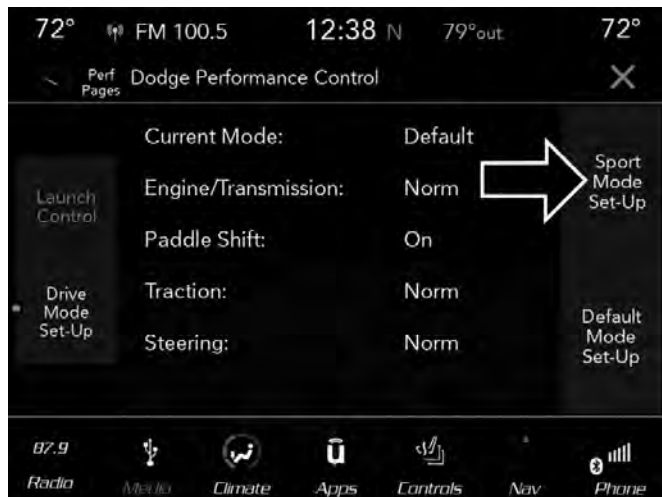 72° FM 100.5 12:38 N 79°out 72°
Perf
Pages
Dodge Performance Control
Current Mode: Default
Engine/Transmission: Norm
Paddle Shift: On
Traction: Norm
Steering: Norm
Launch
Control
Drive
Mode
Set-Up
Sport
Mode
Set-Up
Default
Mode
Set-Up
87.9
Radio Media Climate Apps Controls Nav Phone